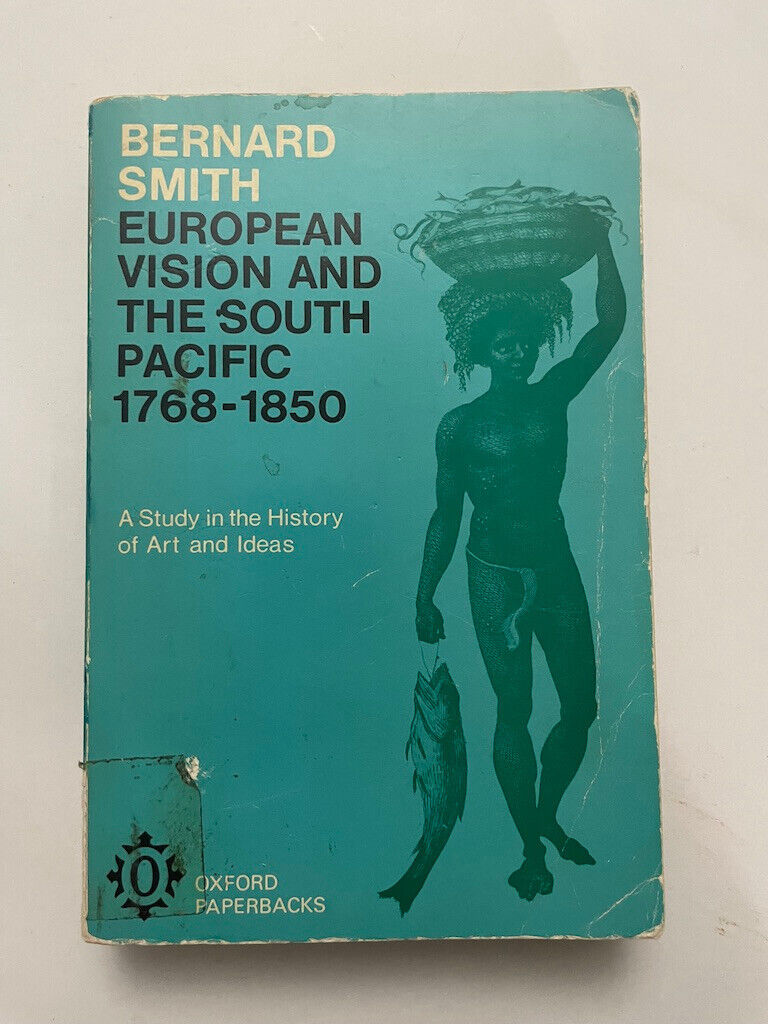 BERNARD
SMITH
EUROPEAN
VISION AND
THE SOUTH
PACIFIC
1768-1850
A Study in the History
of Art and Ideas
O
OXFORD
PAPERBACKS